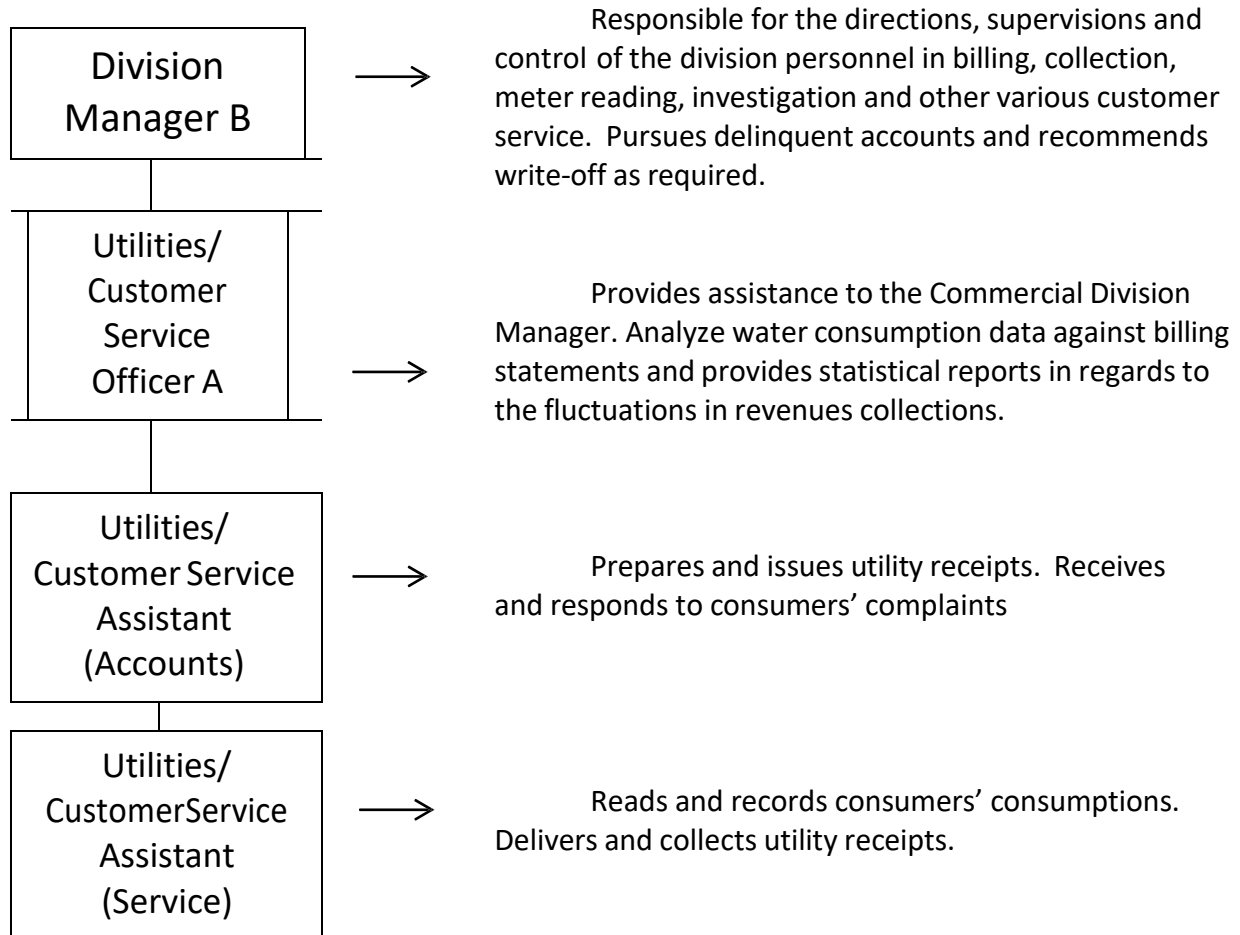 Division
Manager B
Responsible for the directions, supervisions and
control of the division personnel in billing, collection,
meter reading, investigation and other various customer
service. Pursues delinquent accounts and recommends
write-off as required.
Utilities/
Customer
Service
Officer A
Provides assistance to the Commercial Division
Manager. Analyze water consumption data against billing
statements and provides statistical reports in regards to
the fluctuations in revenues collections.
Utilities/
Customer Service
Assistant
(Accounts)
Prepares and issues utility receipts. Receives
and responds to consumers’ complaints
Utilities/
CustomerService
Assistant
(Service)
Reads and records consumers’ consumptions.
Delivers and collects utility receipts.